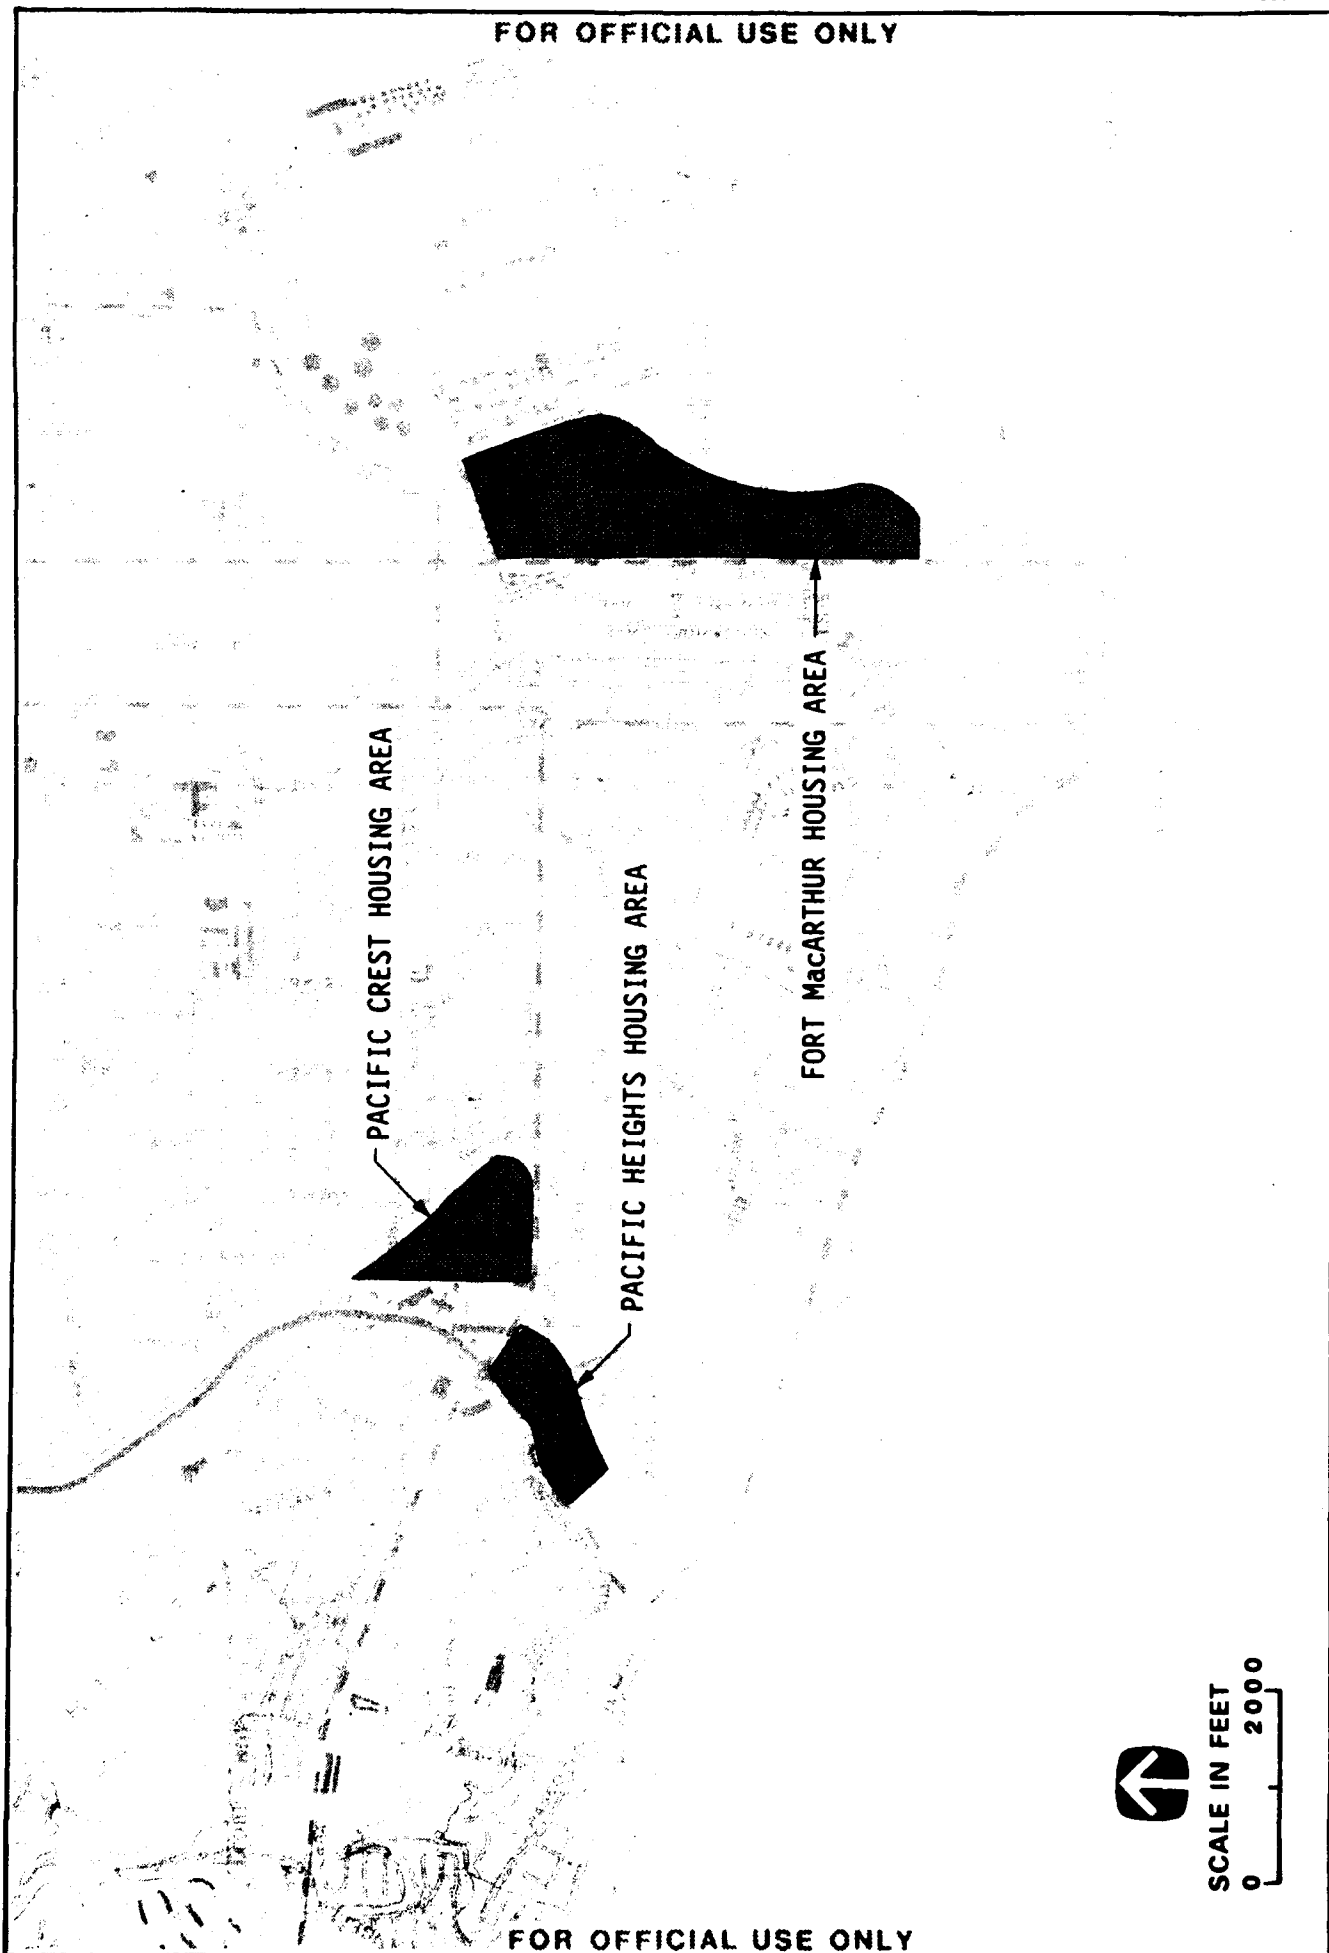 FOR OFFICIAL USE ONLY
PACIFIC CREST HOUSING AREA
PACIFIC HEIGHTS HOUSING AREA
FORT MacARTHUR HOUSING AREA
SCALE IN FEET
0 2000
FOR OFFICIAL USE ONLY